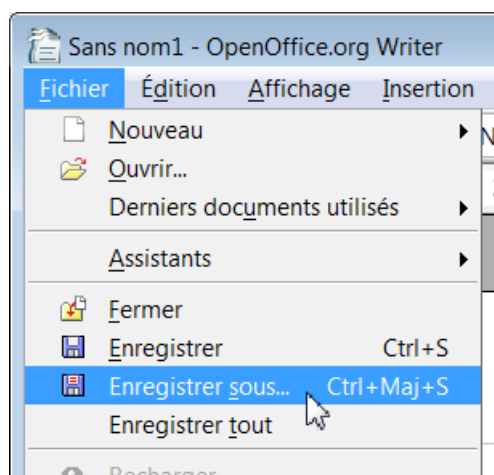 Sans nom1 - OpenOffice.org Writer
Fichier Édition Affichage Insertion
Nouveau
Ouvrir...
Derniers documents utilisés
Assistants
Fermer
Enregistrer Ctrl+S
Enregistrer sous... Ctrl+Maj+S
Enregistrer tout
Recharger